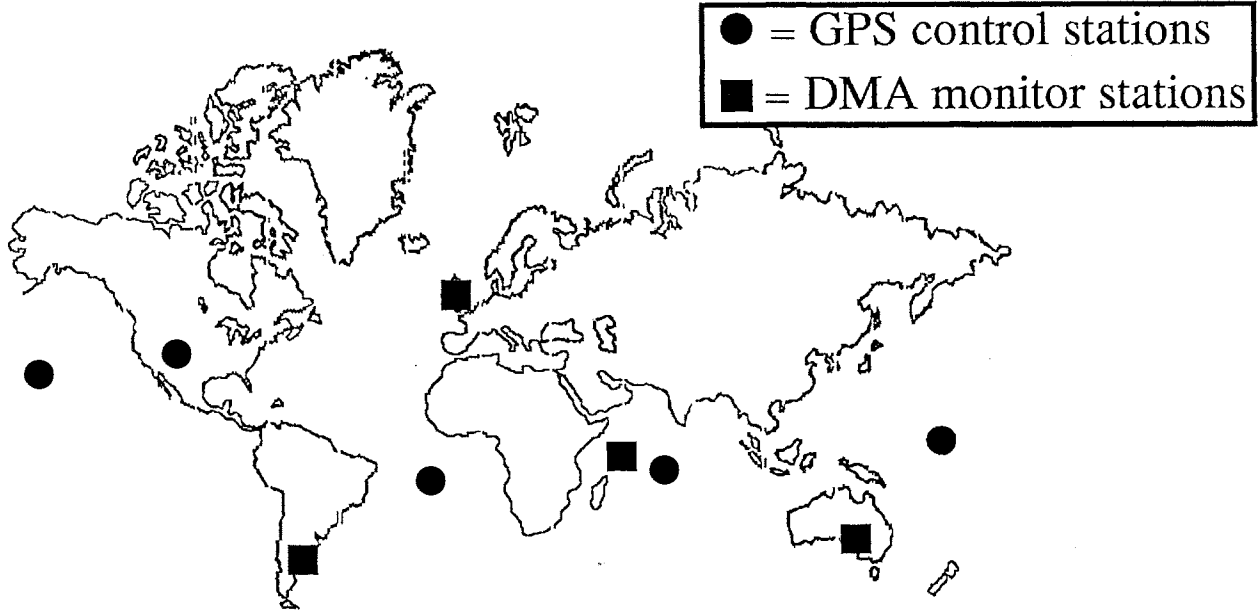 ● = GPS control stations
■ = DMA monitor stations